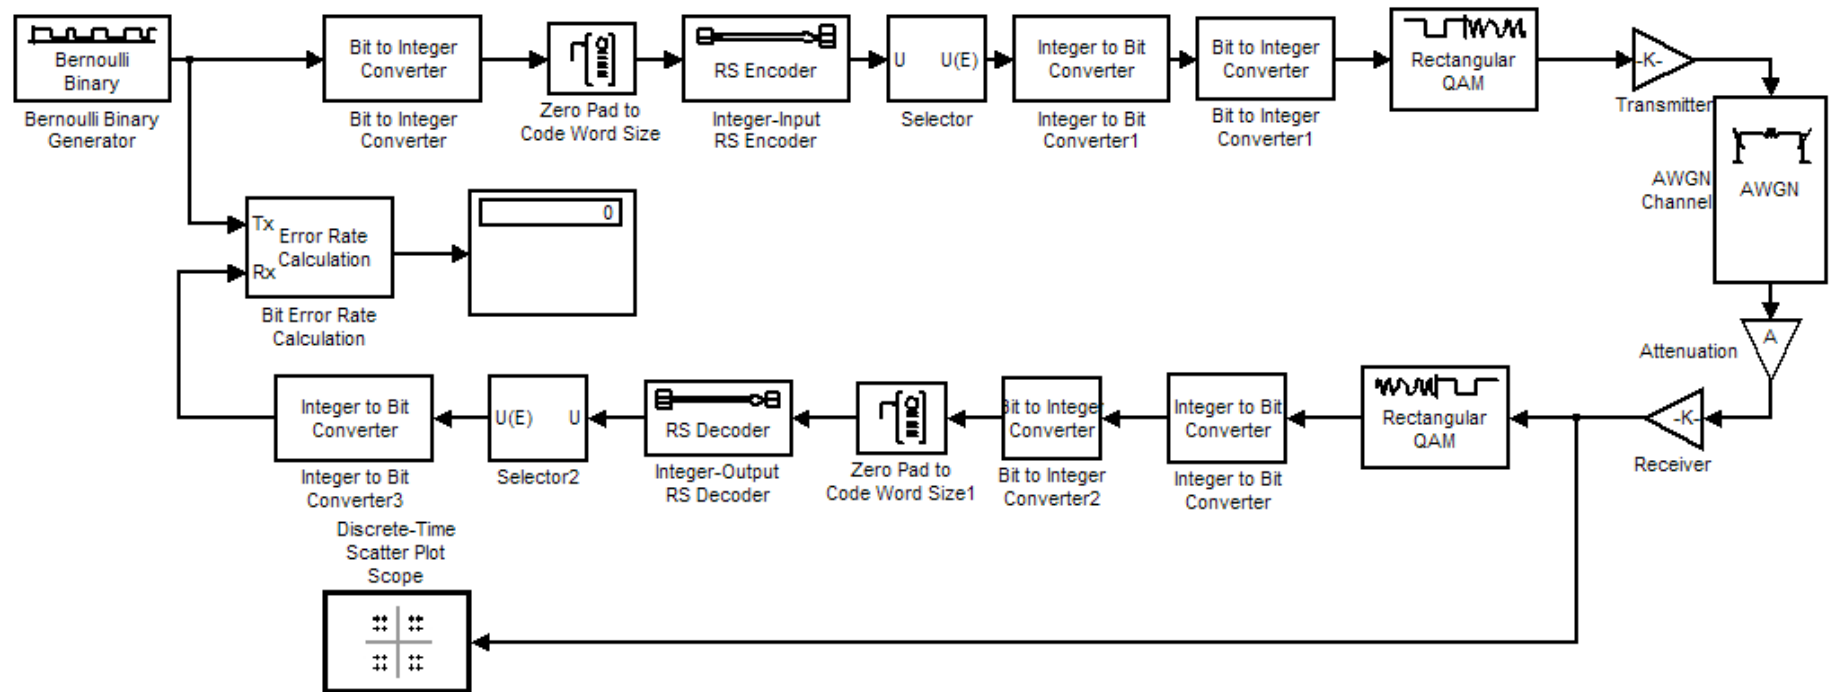 Bernoulli
Binary
Bernoulli Binary
Generator
Bit to Integer
Converter
Bit to Integer
Converter
Zero Pad to
Code Word Size
RS Encoder
Integer-Input
RS Encoder
U U(E)
Selector
Integer to Bit
Converter
Integer to Bit
Converter1
Bit to Integer
Converter
Bit to Integer
Converter1
Rectangular
QAM
-K-
Transmitter
AWGN
AWGN
Channel
Tx
Rx
Error Rate
Calculation
Bit Error Rate
Calculation
0
A
Attenuation
Integer to Bit
Converter
Integer to Bit
Converter3
U(E) U
Selector2
RS Decoder
Integer-Output
RS Decoder
Zero Pad to
Code Word Size1
Bit to Integer
Converter
Bit to Integer
Converter2
Integer to Bit
Converter
Integer to Bit
Converter
Rectangular
QAM
-K-
Receiver
Discrete-Time
Scatter Plot
Scope